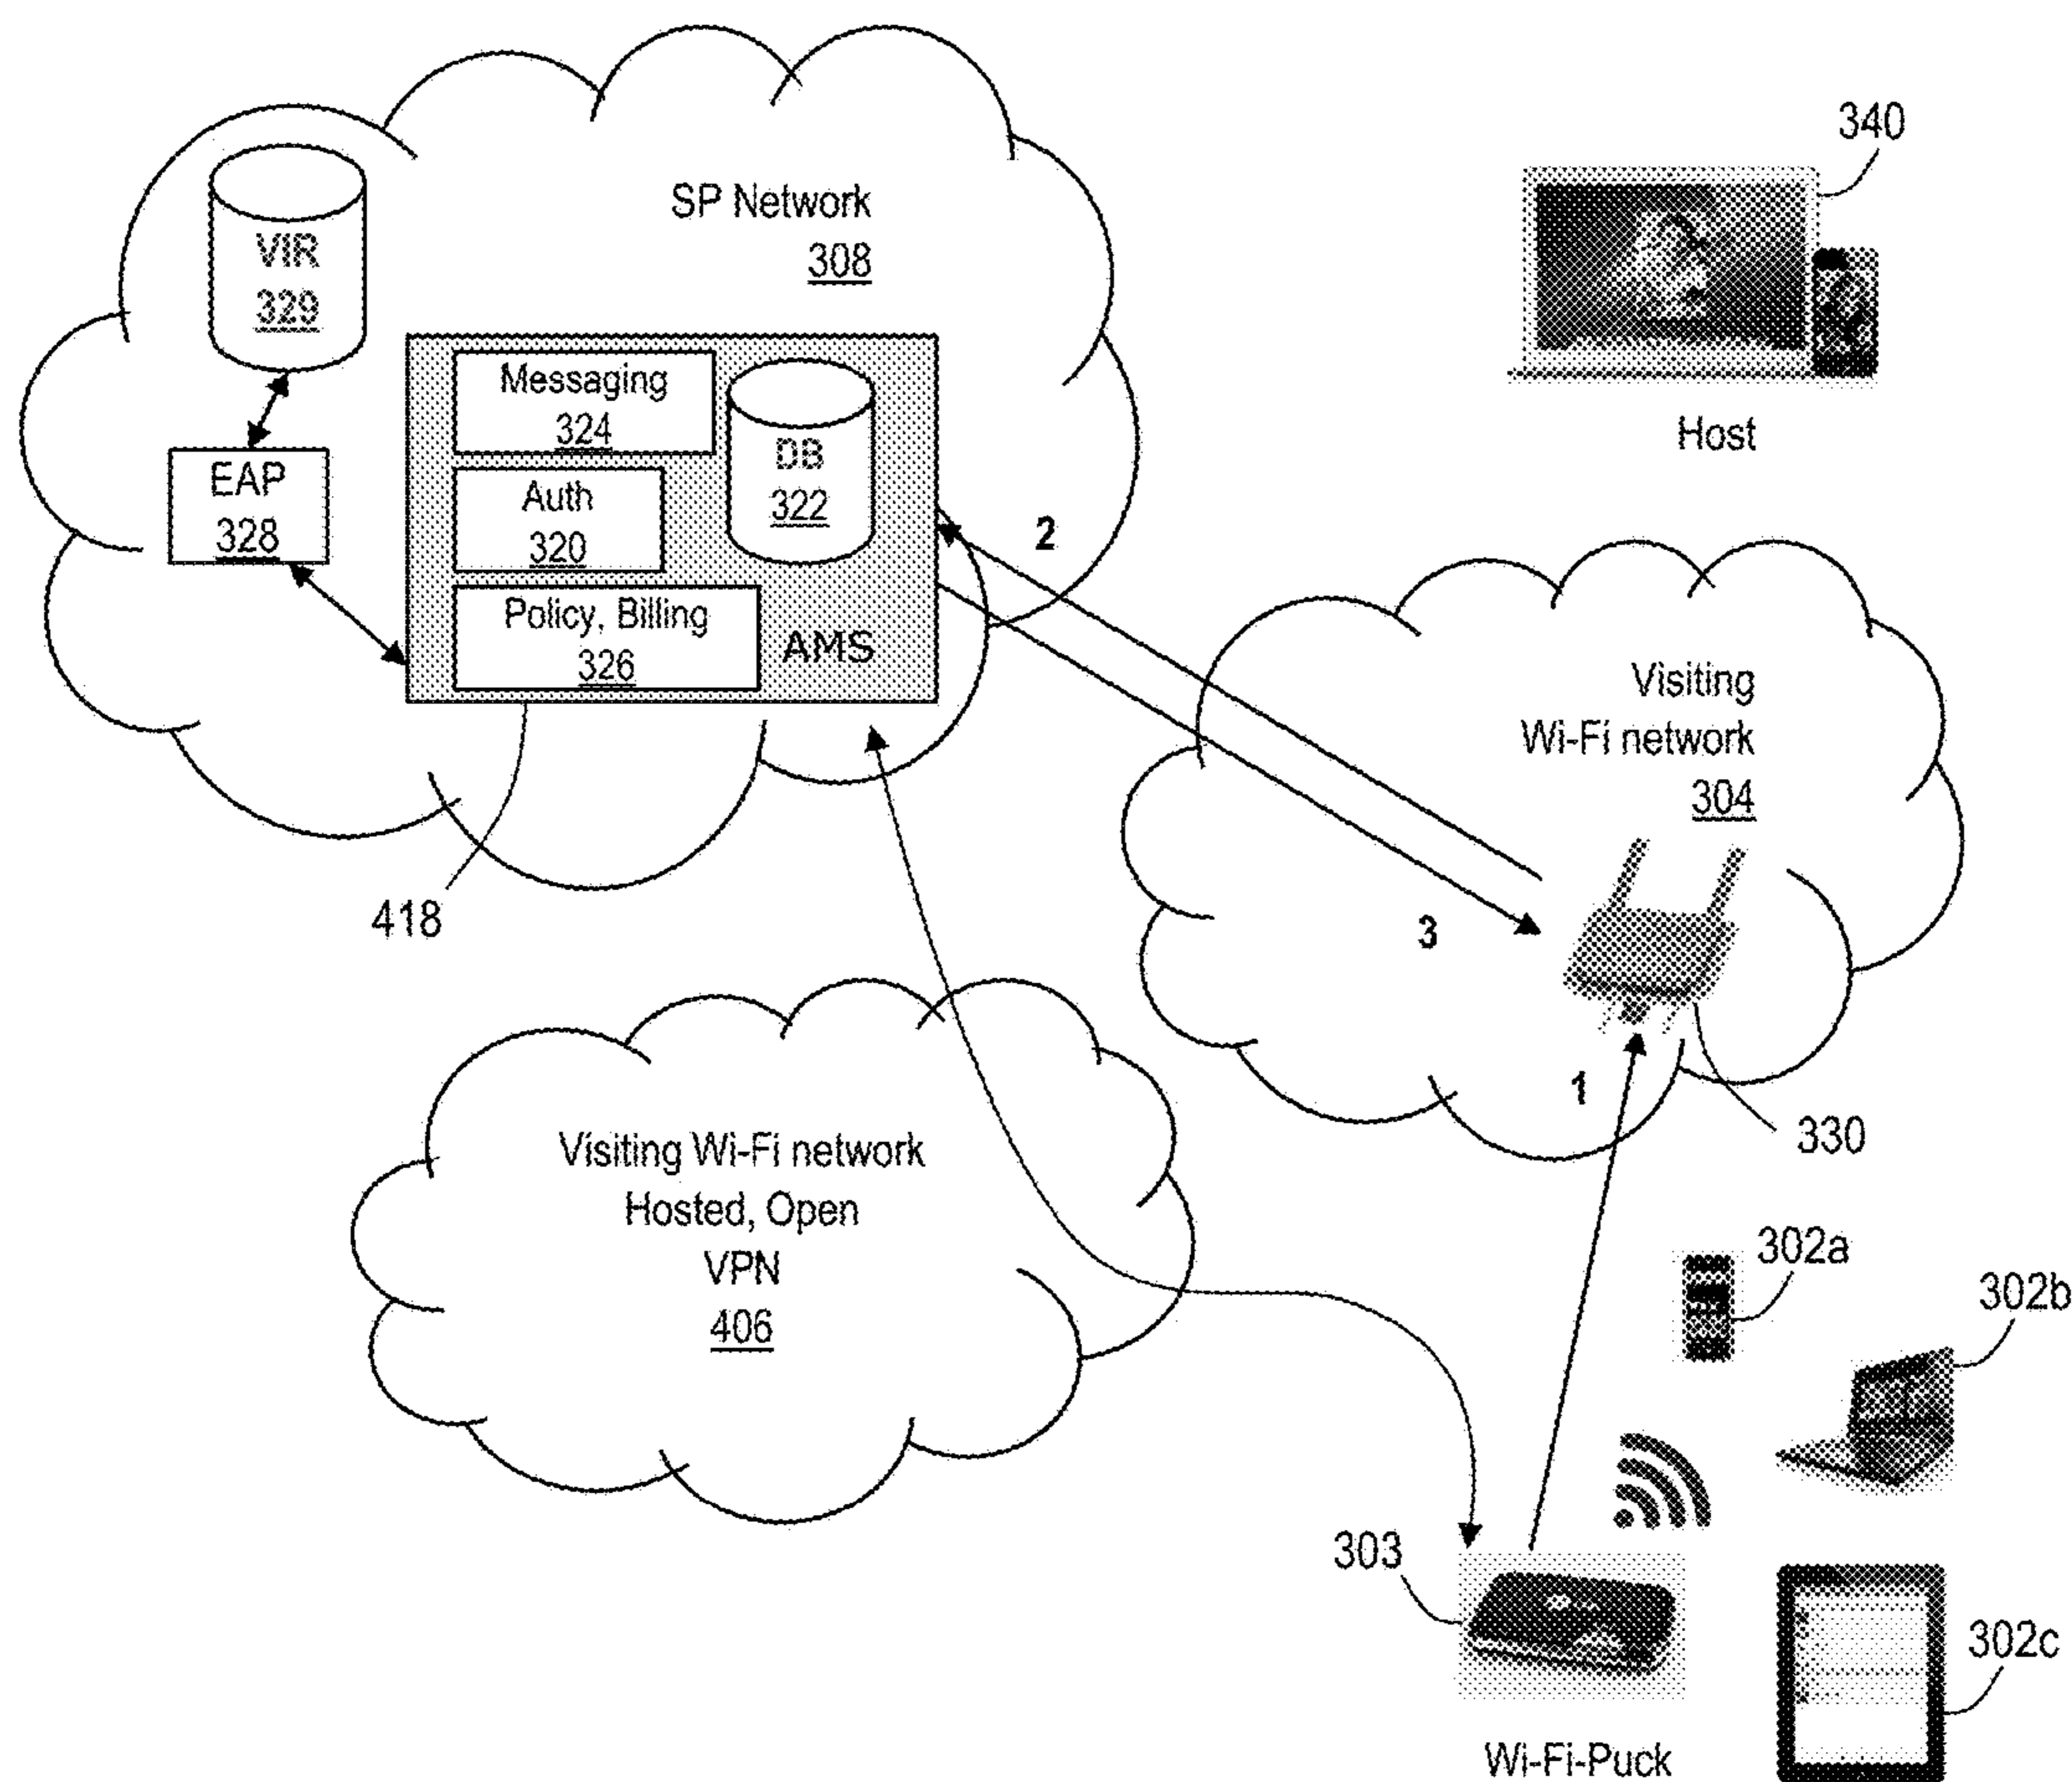 340
SP Network
308
VIR
329
Messaging
324
DB
322
Host
EAP
328
Auth
320
2
Policy, Billing
326
AMS
Visiting
Wi-Fi network
304
418
3
1
330
Visiting Wi-Fi network
Hosted, Open
VPN
406
302a
302b
303
302c
Wi-Fi-Puck